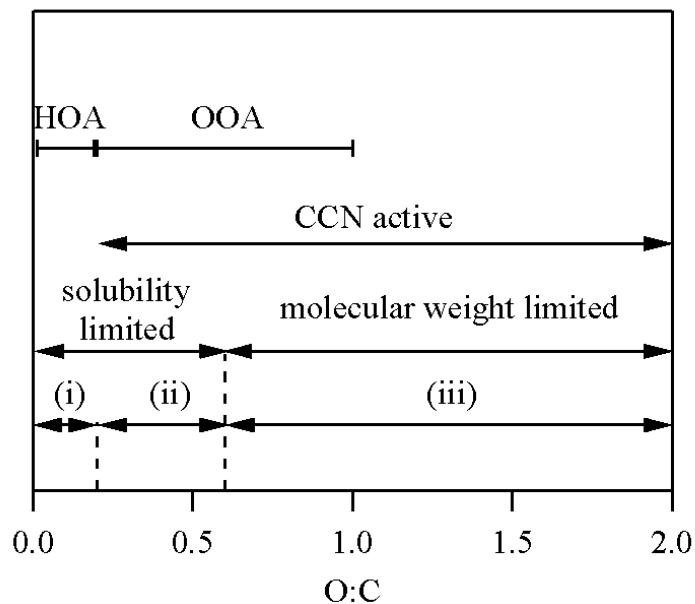 HOA OOA
CCN active
solubility
limited
molecular weight limited
(i) (ii) (iii)
0.0 0.5 1.0 1.5 2.0
O:C